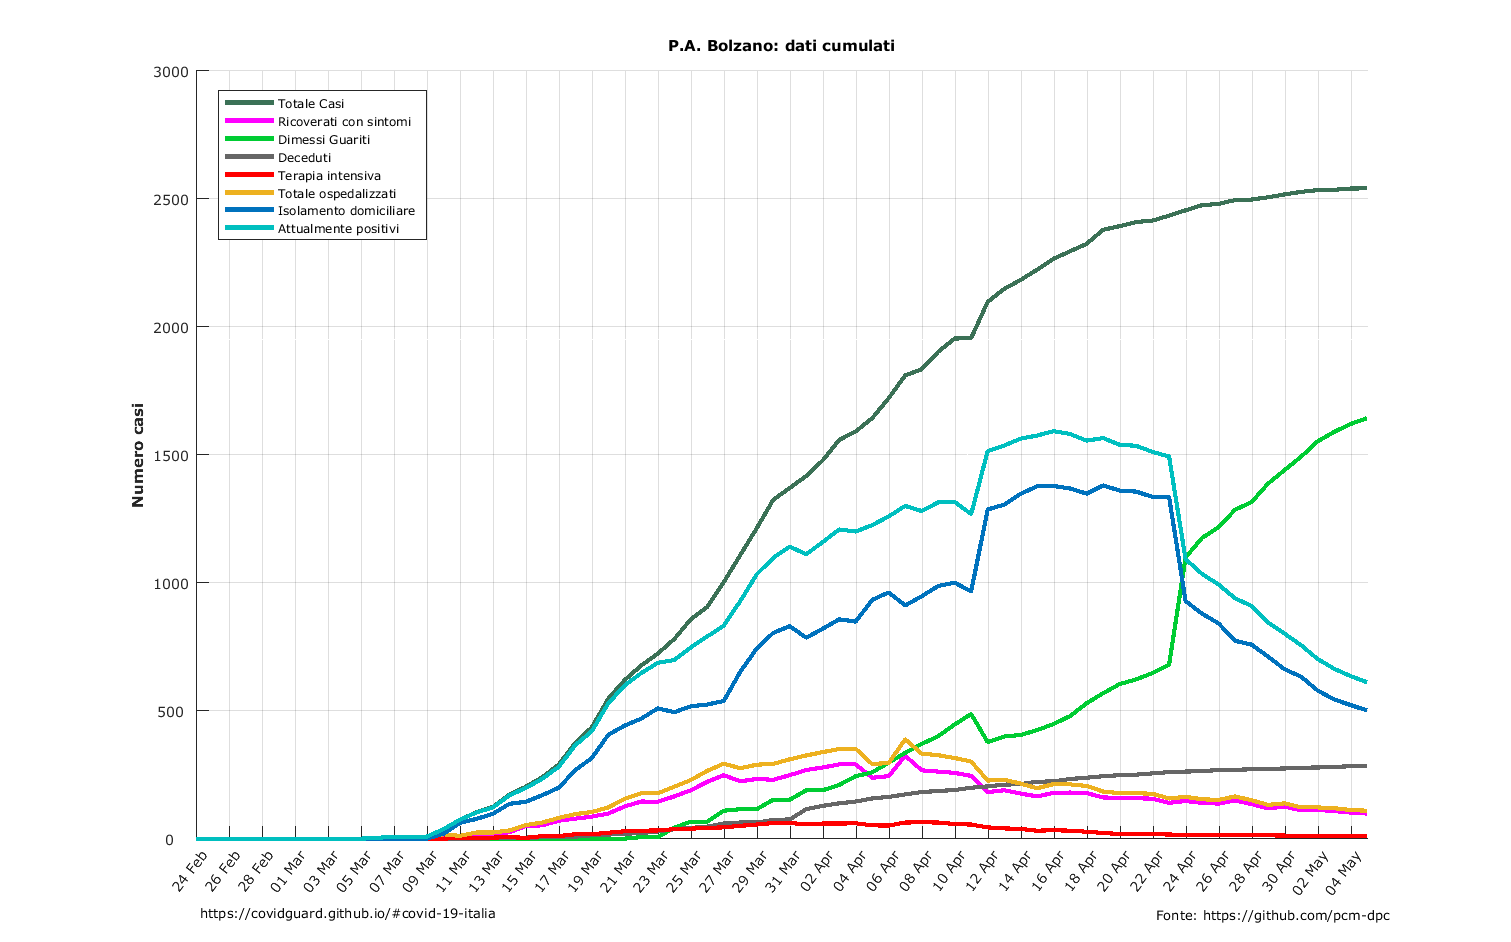 P.A. Bolzano: dati cumulati
3000
2500
2000
1500
1000
500
0
Numero casi
Totale Casi
Ricoverati con sintomi
Dimessi Guariti
Deceduti
Terapia intensiva
Totale ospedalizzati
Isolamento domiciliare
Attualmente positivi
24 Feb
26 Feb
28 Feb
01 Mar
03 Mar
05 Mar
07 Mar
09 Mar
11 Mar
13 Mar
15 Mar
17 Mar
19 Mar
21 Mar
23 Mar
25 Mar
27 Mar
29 Mar
31 Mar
02 Apr
04 Apr
06 Apr
08 Apr
10 Apr
12 Apr
14 Apr
16 Apr
18 Apr
20 Apr
22 Apr
24 Apr
26 Apr
28 Apr
30 Apr
02 May
04 May
https://covidguard.github.io/#covid-19-italia
Fonte: https://github.com/pcm-dpc